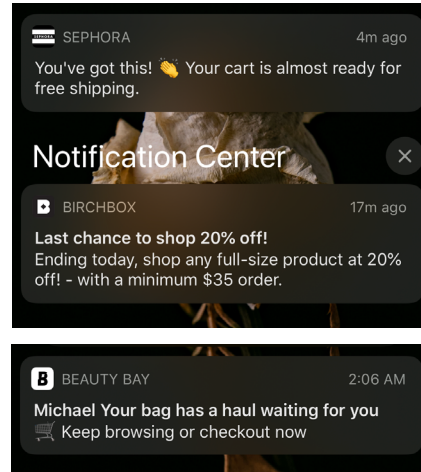 SEPHORA
SEPHORA 4m ago
You've got this! 👏 Your cart is almost ready for
free shipping.
Notification Center
BIRCHBOX 17m ago
Last chance to shop 20% off!
Ending today, shop any full-size product at 20%
off! - with a minimum $35 order.
B BEAUTY BAY 2:06 AM
Michael Your bag has a haul waiting for you
🛒 Keep browsing or checkout now